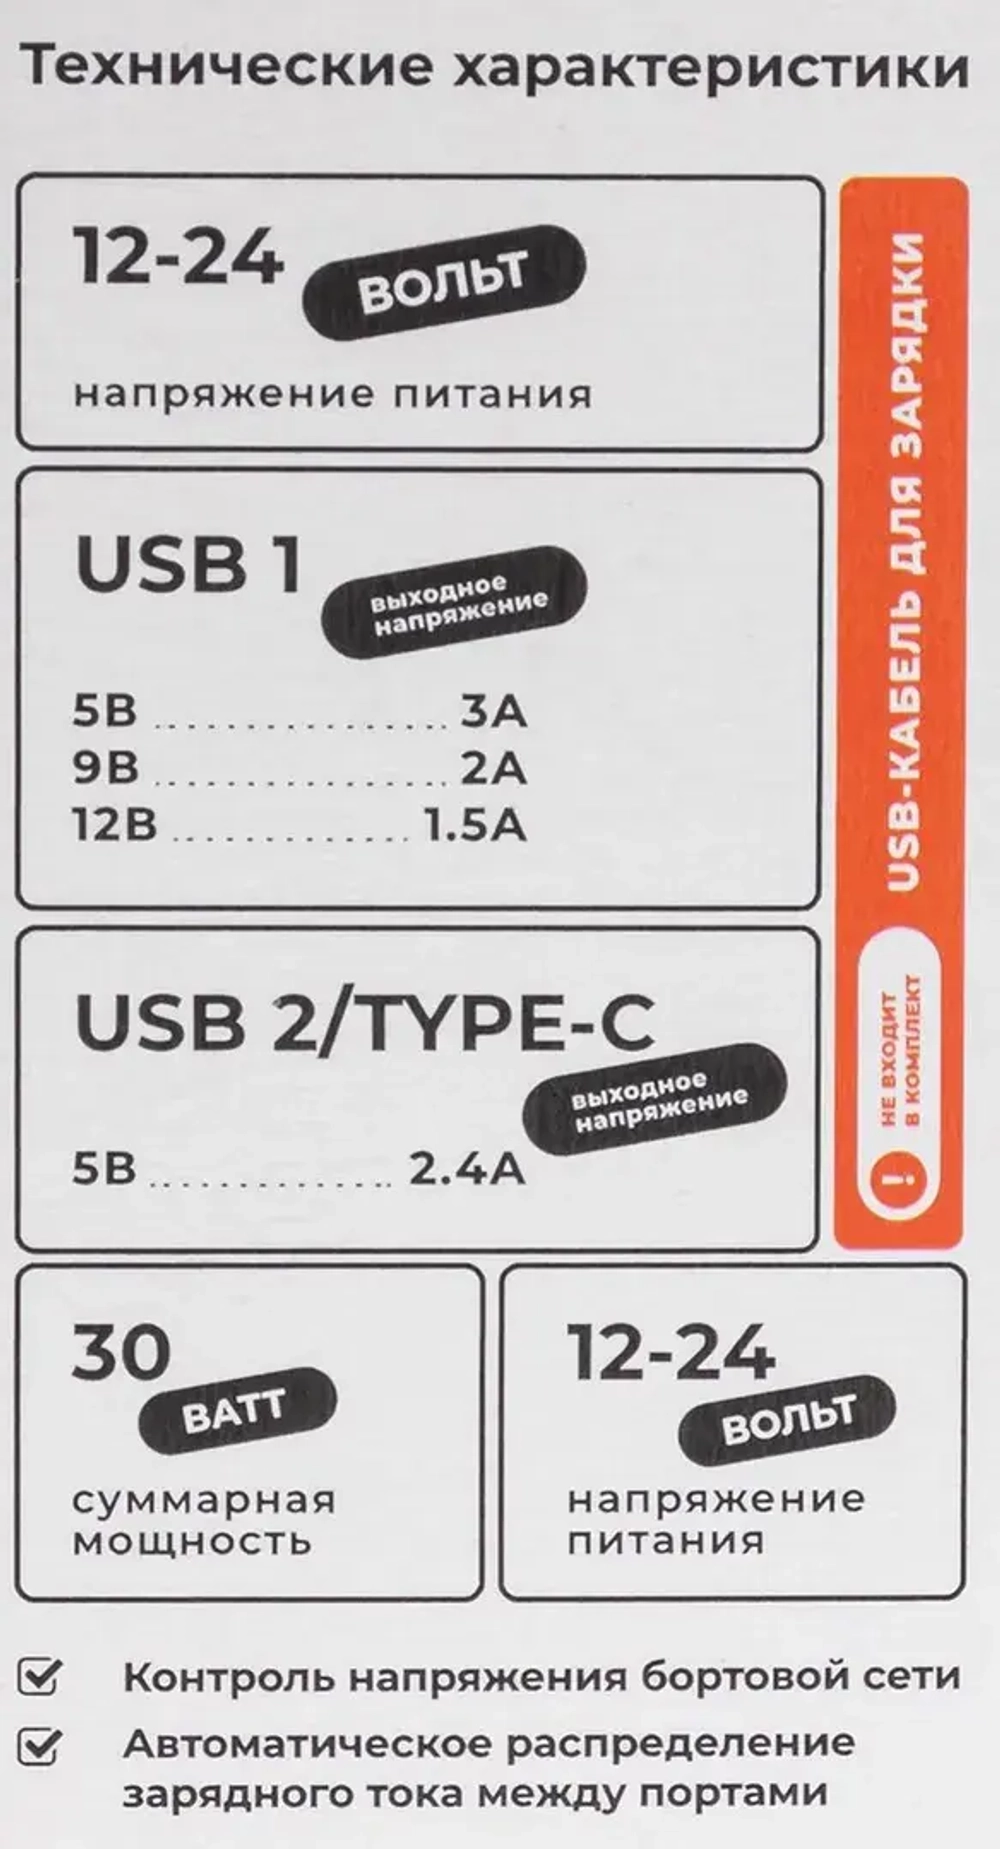 Технические характеристики
12-24 ВОЛЬТ
напряжение питания
USB 1 выходное
напряжение
5В ................. 3А
9В ................. 2А
12В ............. 1.5А
USB 2/TYPE-C
выходное
напряжение
5В .............. 2.4А
USB-КАБЕЛЬ ДЛЯ ЗАРЯДКИ
! НЕ ВХОДИТ
В КОМПЛЕКТ
30
ВАТТ
суммарная
мощность
12-24
ВОЛЬТ
напряжение
питания
Контроль напряжения бортовой сети
Автоматическое распределение
зарядного тока между портами